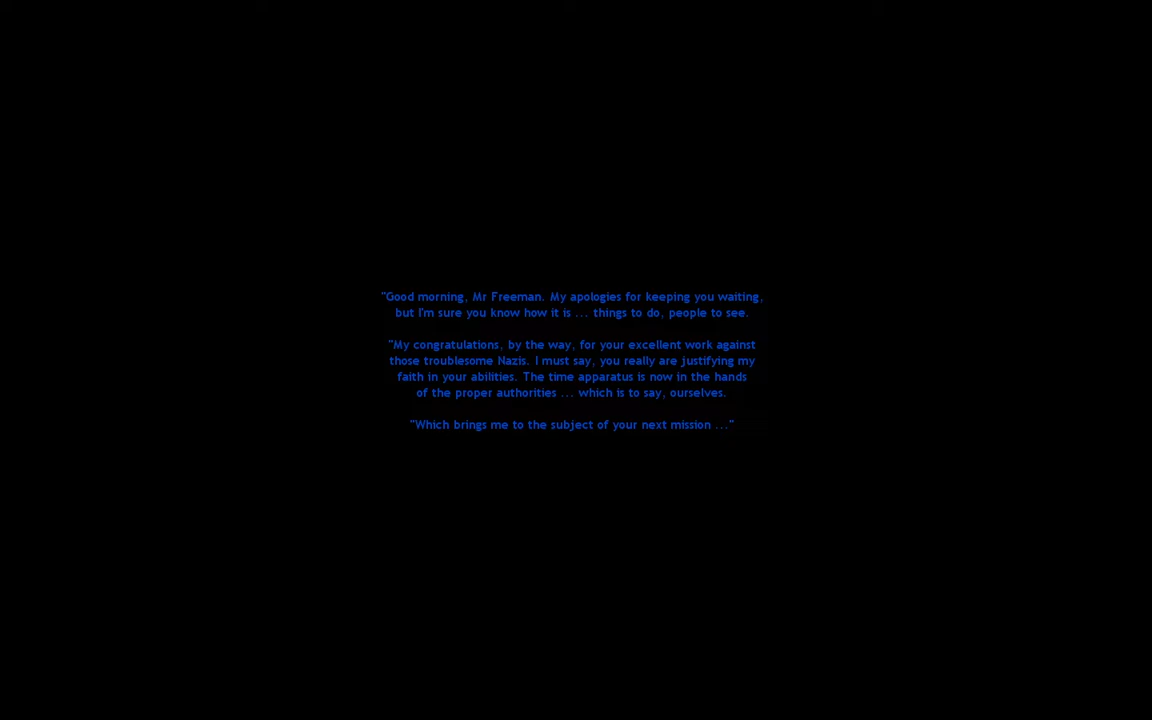 "Good morning, Mr Freeman. My apologies for keeping you waiting,
but I'm sure you know how it is ... things to do, people to see.
"My congratulations, by the way, for your excellent work against
those troublesome Nazis. I must say, you really are justifying my
faith in your abilities. The time apparatus is now in the hands
of the proper authorities ... which is to say, ourselves.
"Which brings me to the subject of your next mission ..."